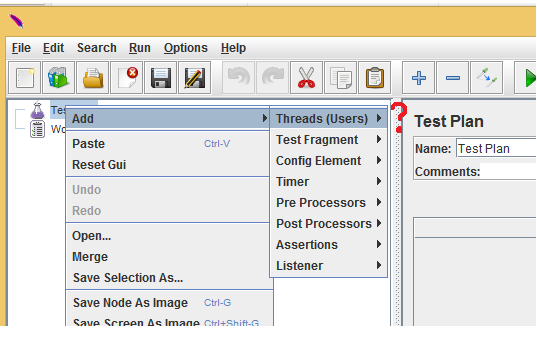 File Edit Search Run Options Help
Tes
Wo
Add
Paste Ctrl-V
Reset Gui
Undo
Redo
Open...
Merge
Save Selection As...
Save Node As Image Ctrl-G
Save Screen As Image Ctrl+Shift-G
Threads (Users)
Test Fragment
Config Element
Timer
Pre Processors
Post Processors
Assertions
Listener
?
Test Plan
Name: Test Plan
Comments: